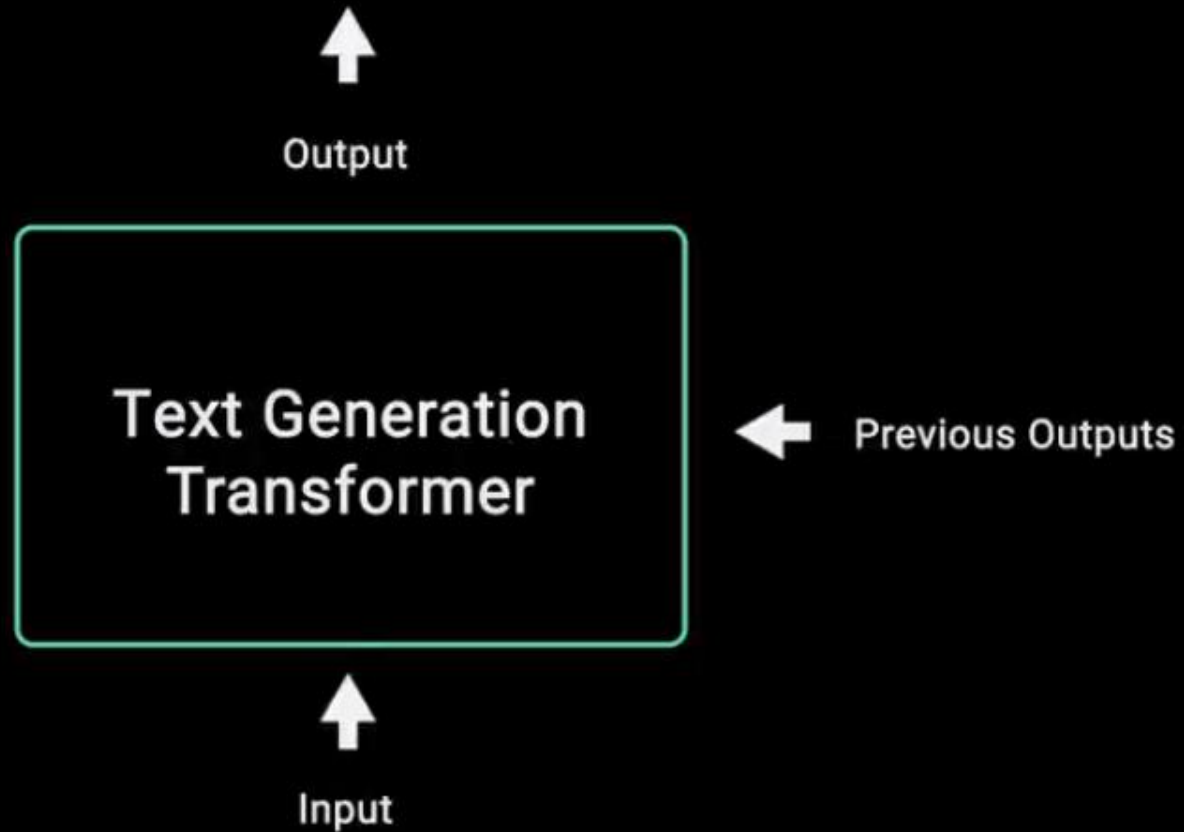 Output
Text Generation
Transformer
Previous Outputs
Input